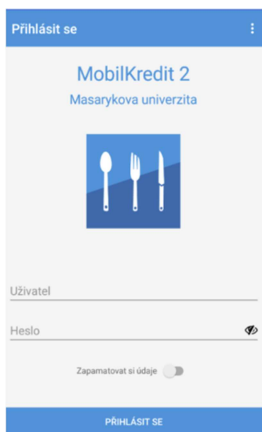 Přihlásit se
MobilKredit 2
Masarykova univerzita
Uživatel
Heslo
Zapamatovat si údaje
PŘIHLÁSIT SE